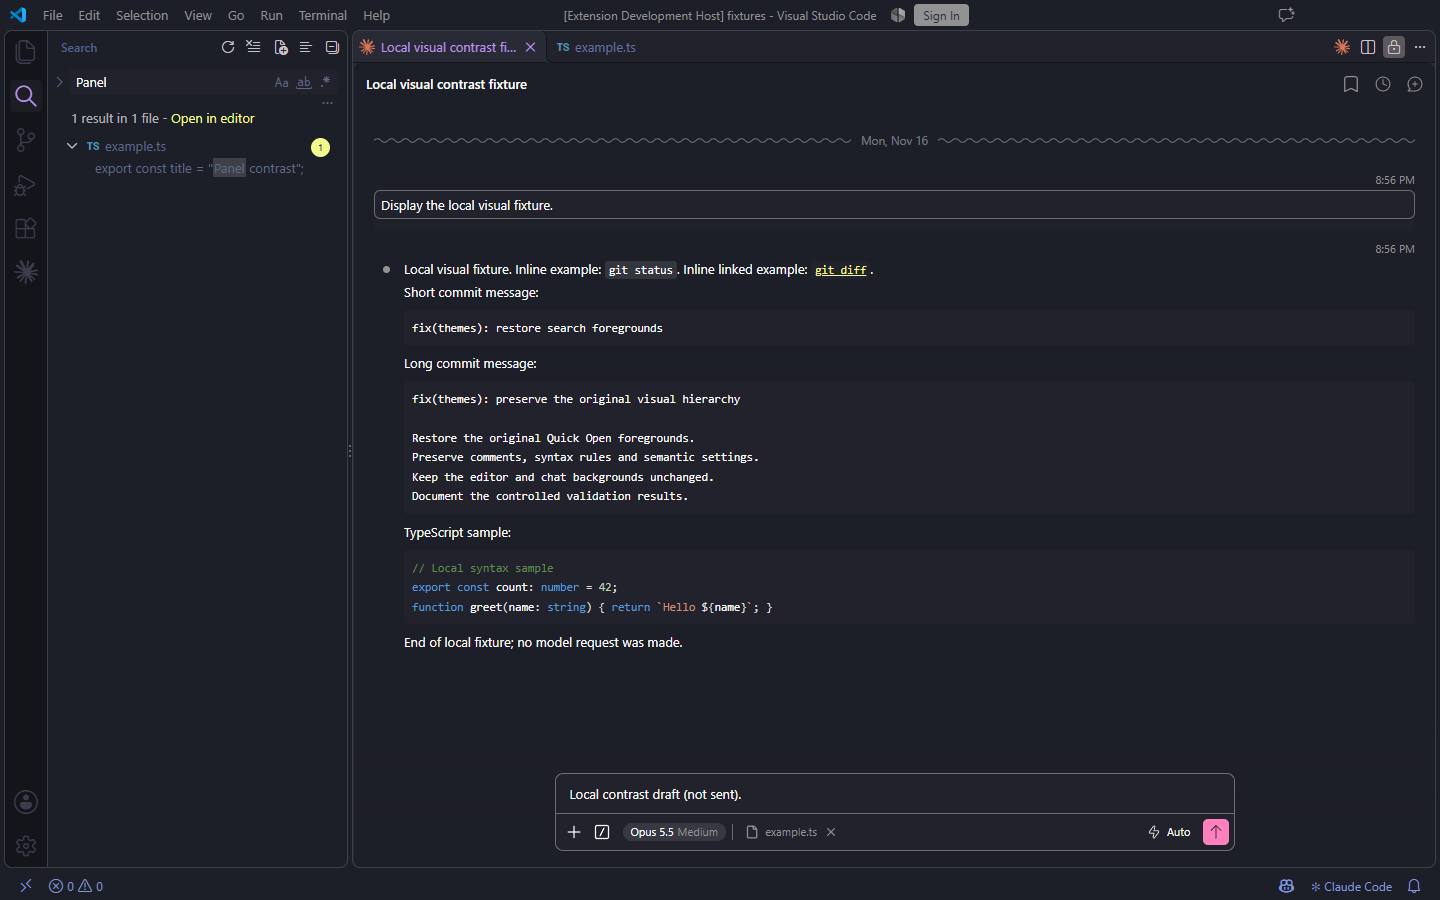 File Edit Selection View Go Run Terminal Help
[Extension Development Host] fixtures - Visual Studio Code
Sign In
Search
Panel
Aa ab .*
1 result in 1 file - Open in editor
TS example.ts
1
export const title = "Panel contrast";
Local visual contrast fi...
TS example.ts
Local visual contrast fixture
Mon, Nov 16
8:56 PM
Display the local visual fixture.
8:56 PM
Local visual fixture. Inline example: git status. Inline linked example: git diff.
Short commit message:
fix(themes): restore search foregrounds
Long commit message:
fix(themes): preserve the original visual hierarchy
Restore the original Quick Open foregrounds.
Preserve comments, syntax rules and semantic settings.
Keep the editor and chat backgrounds unchanged.
Document the controlled validation results.
TypeScript sample:
// Local syntax sample
export const count: number = 42;
function greet(name: string) { return `Hello ${name}`; }
End of local fixture; no model request was made.
Local contrast draft (not sent).
Opus 5.5 Medium
example.ts
Auto
0 0
Claude Code